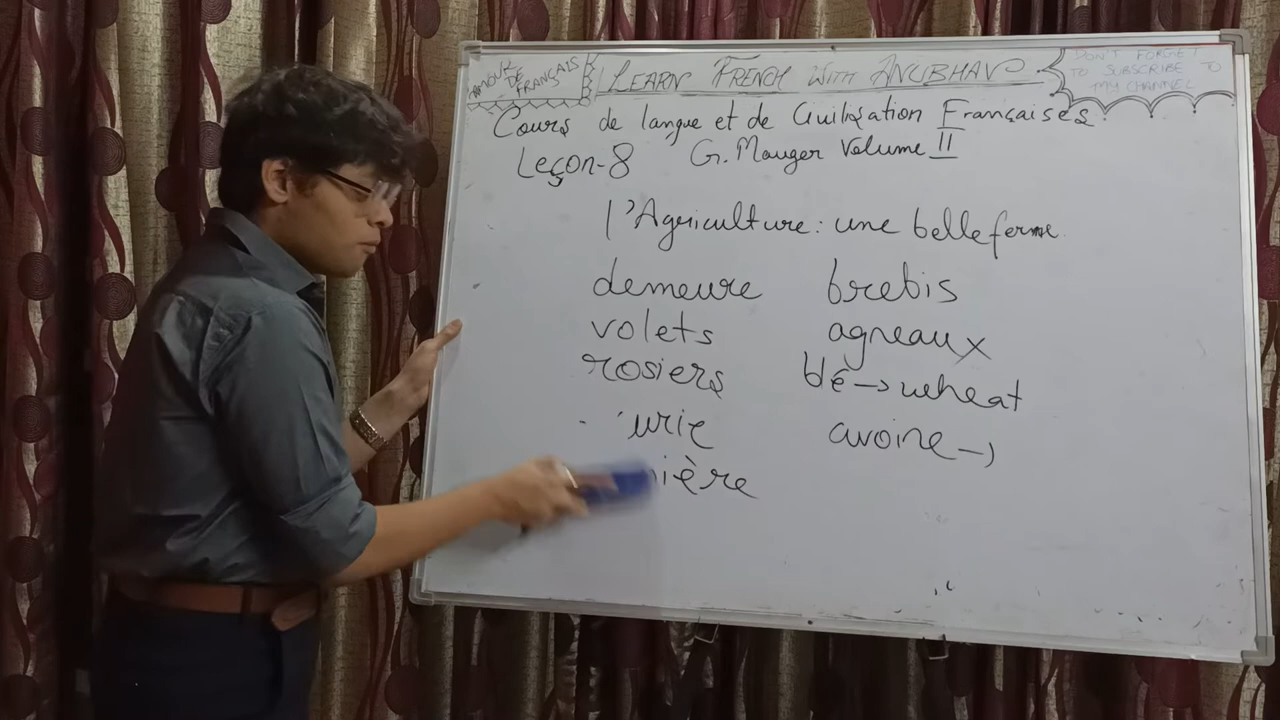 AMOUR DE FRANÇAIS
LEARN FRENCH WITH ANUBHAV
DON'T FORGET
TO SUBSCRIBE TO
MY CHANNEL
Cours de langue et de Civilisation Françaises
Leçon-8 G. Mauger Volume II
l'Agriculture: une belle ferme
demeure brebis
volets agneaux
rosiers blé→wheat
urie avoine→
ière